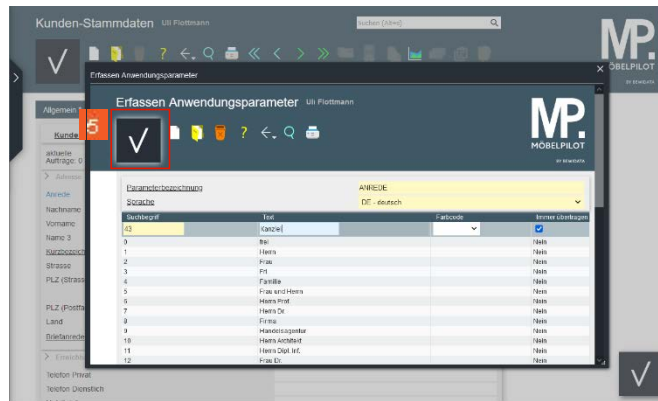 Kunden-Stammdaten Uli Flottmann
suchen (Alt+q)
MP.
MÖBELPILOT
BY BEWIDATA
Erfassen Anwendungsparameter
×
Erfassen Anwendungsparameter Uli Flottmann
5
?
MP.
MÖBELPILOT
BY BEWIDATA
Allgemein
Kunde
aktuelle
Aufträge: 0
> Adresse
Anrede
Nachname
Vorname
Name 3
Kurzbezeich
Strasse
PLZ (Strass
PLZ (Postfa
Land
Briefanrede
> Erreichb
Telefon Privat
Telefon Dienstlich
Parameterbezeichnung ANREDE
Sprache DE - deutsch
Suchbegriff Text Farbcode Immer übertragen
43 Kanzlei
0 frei Nein
1 Herrn Nein
2 Frau Nein
3 Frl Nein
4 Familie Nein
5 Frau und Herrn Nein
6 Herrn Prof. Nein
7 Herrn Dr. Nein
8 Firma Nein
9 Handelsagentur Nein
10 Herrn Architekt Nein
11 Herrn Dipl. Inf. Nein
12 Frau Dr. Nein